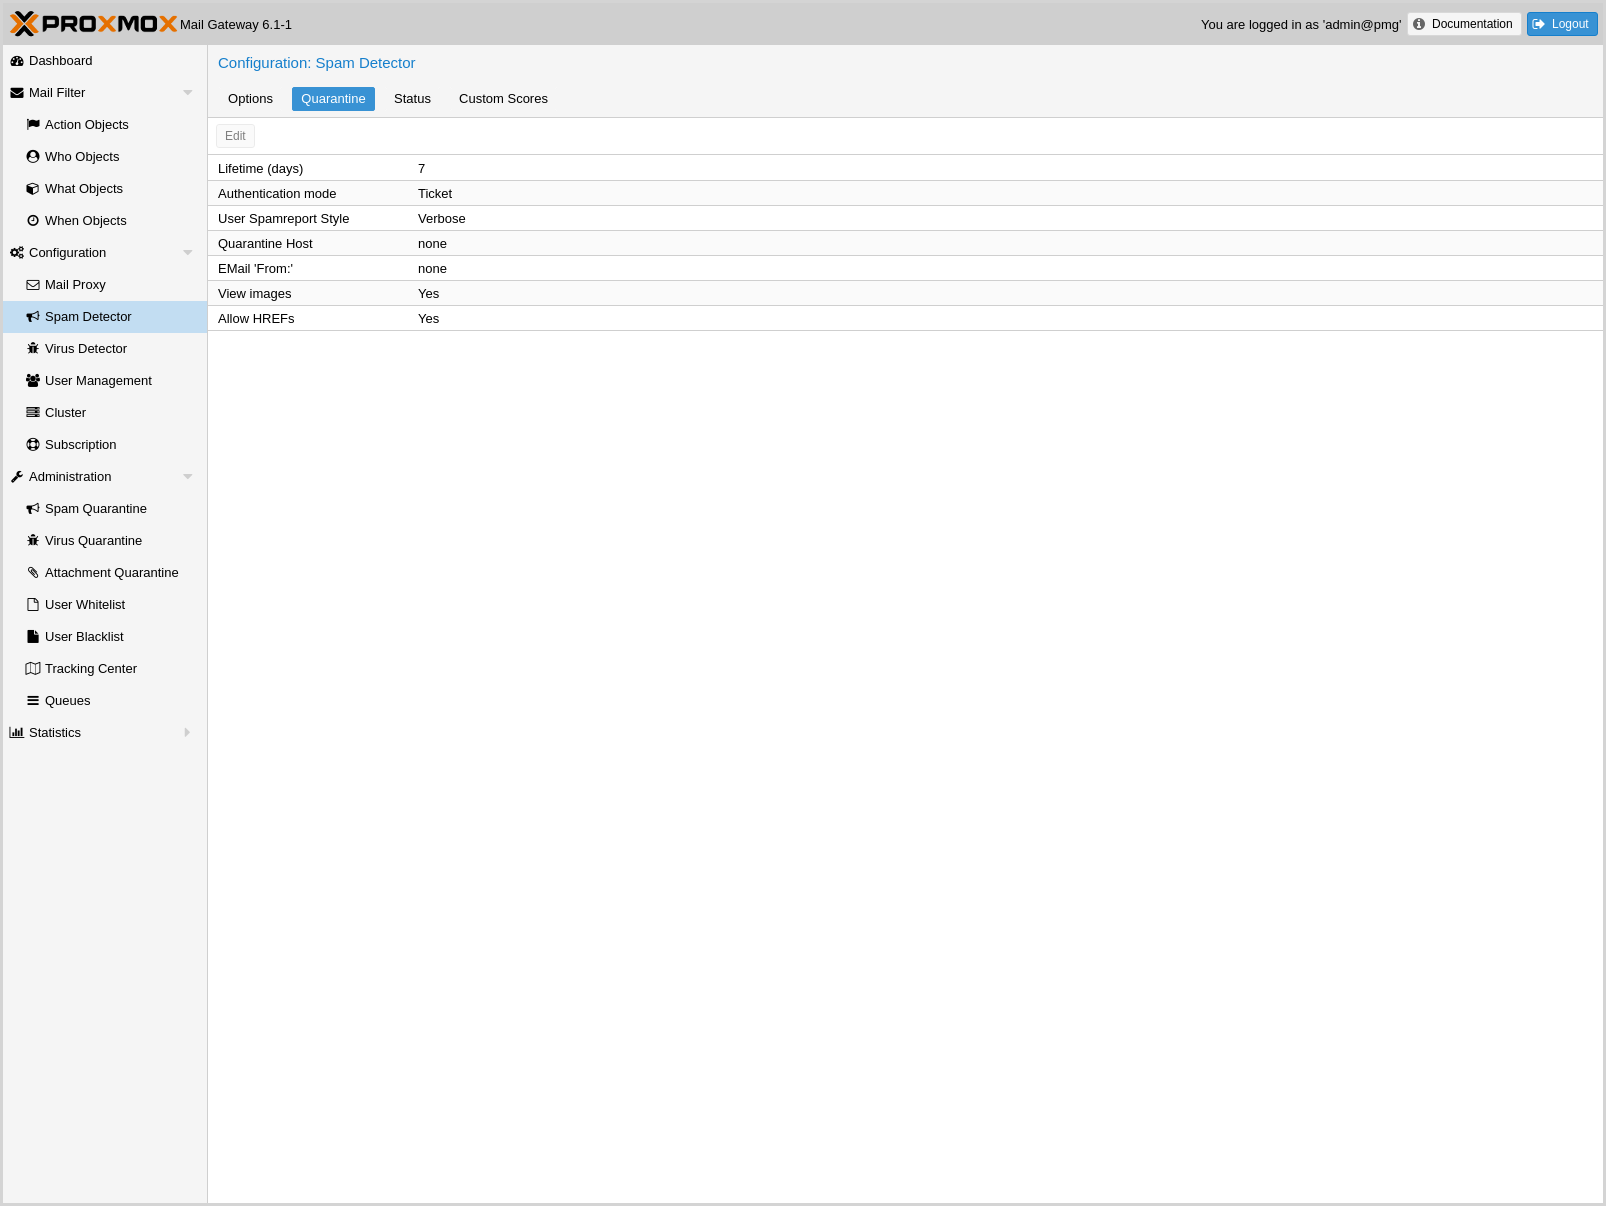 PROXMOX Mail Gateway 6.1-1
You are logged in as 'admin@pmg'
Documentation
Logout
Dashboard
Mail Filter
Action Objects
Who Objects
What Objects
When Objects
Configuration
Mail Proxy
Spam Detector
Virus Detector
User Management
Cluster
Subscription
Administration
Spam Quarantine
Virus Quarantine
Attachment Quarantine
User Whitelist
User Blacklist
Tracking Center
Queues
Statistics
Configuration: Spam Detector
Options Quarantine Status Custom Scores
Edit
Lifetime (days) 7
Authentication mode Ticket
User Spamreport Style Verbose
Quarantine Host none
EMail 'From:' none
View images Yes
Allow HREFs Yes